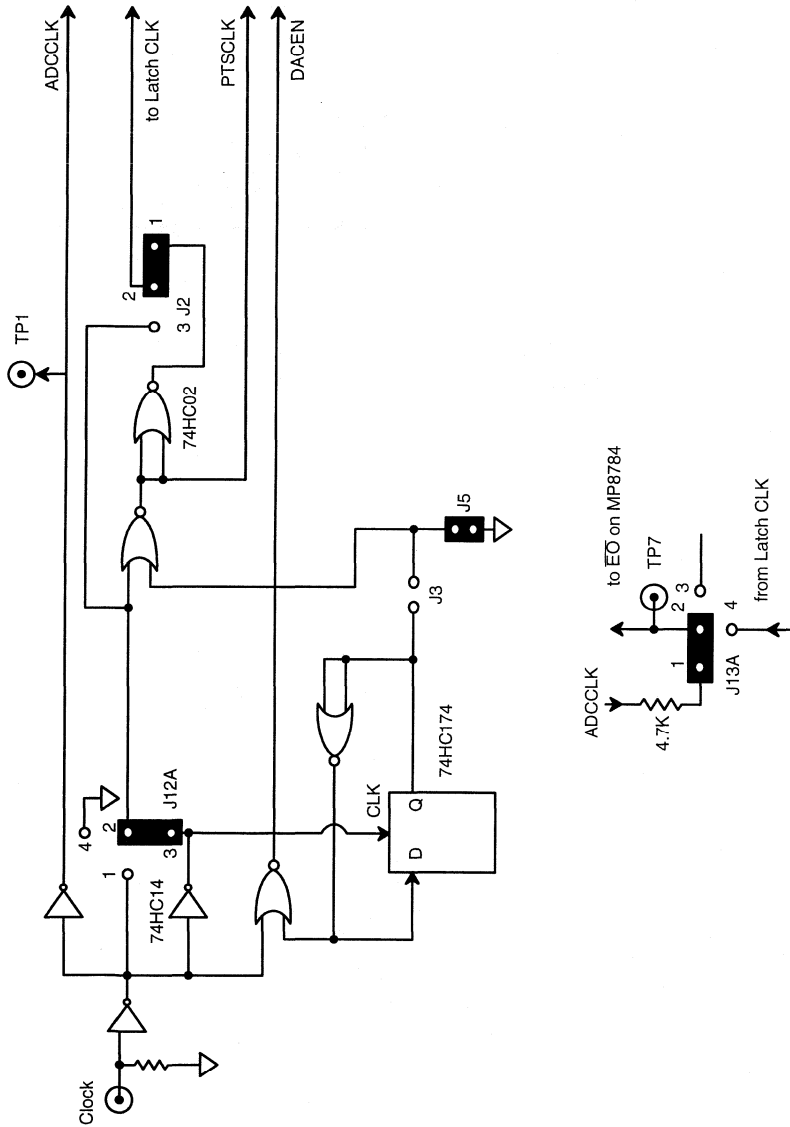 ADCCLK
to Latch CLK
PTSCLK
DACEN
TP1
1
2
J2
3
74HC02
J5
J3
J12A
4
2
3
1
74HC14
CLK
74HC174
Q
D
Clock
to EO on MP8784
TP7
3
2
1
4
J13A
from Latch CLK
ADCCLK
4.7K